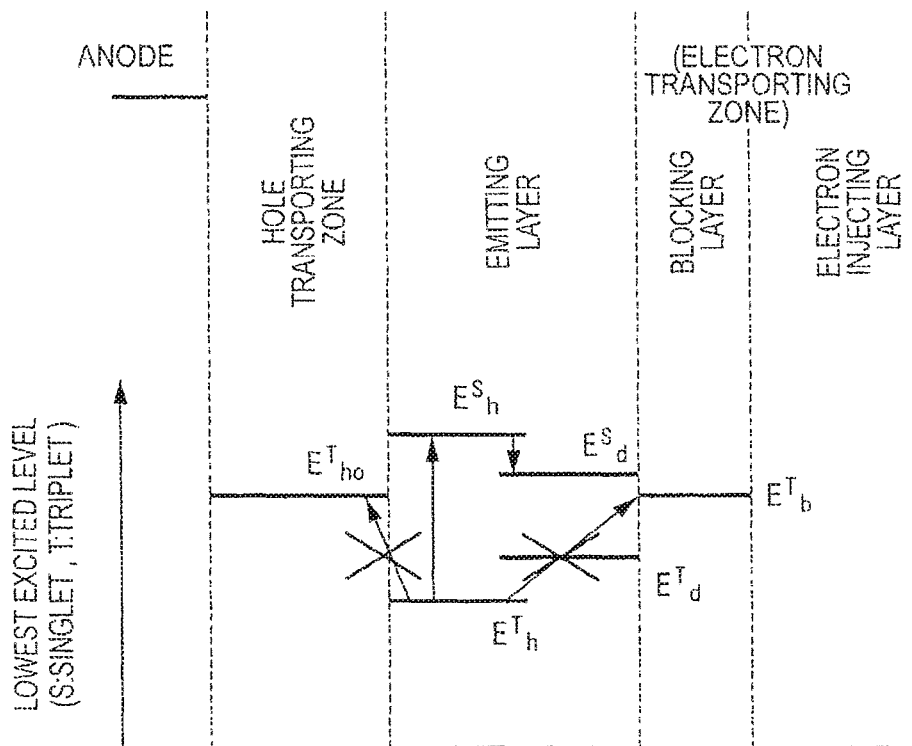 ANODE
(ELECTRON
TRANSPORTING
ZONE)
HOLE
TRANSPORTING
ZONE
EMITTING
LAYER
BLOCKING
LAYER
ELECTRON
INJECTING
LAYER
LOWEST EXCITED LEVEL
(S:SINGLET, T:TRIPLET)
E^S_h
E^S_d
E^T_ho
E^T_b
E^T_d
E^T_h